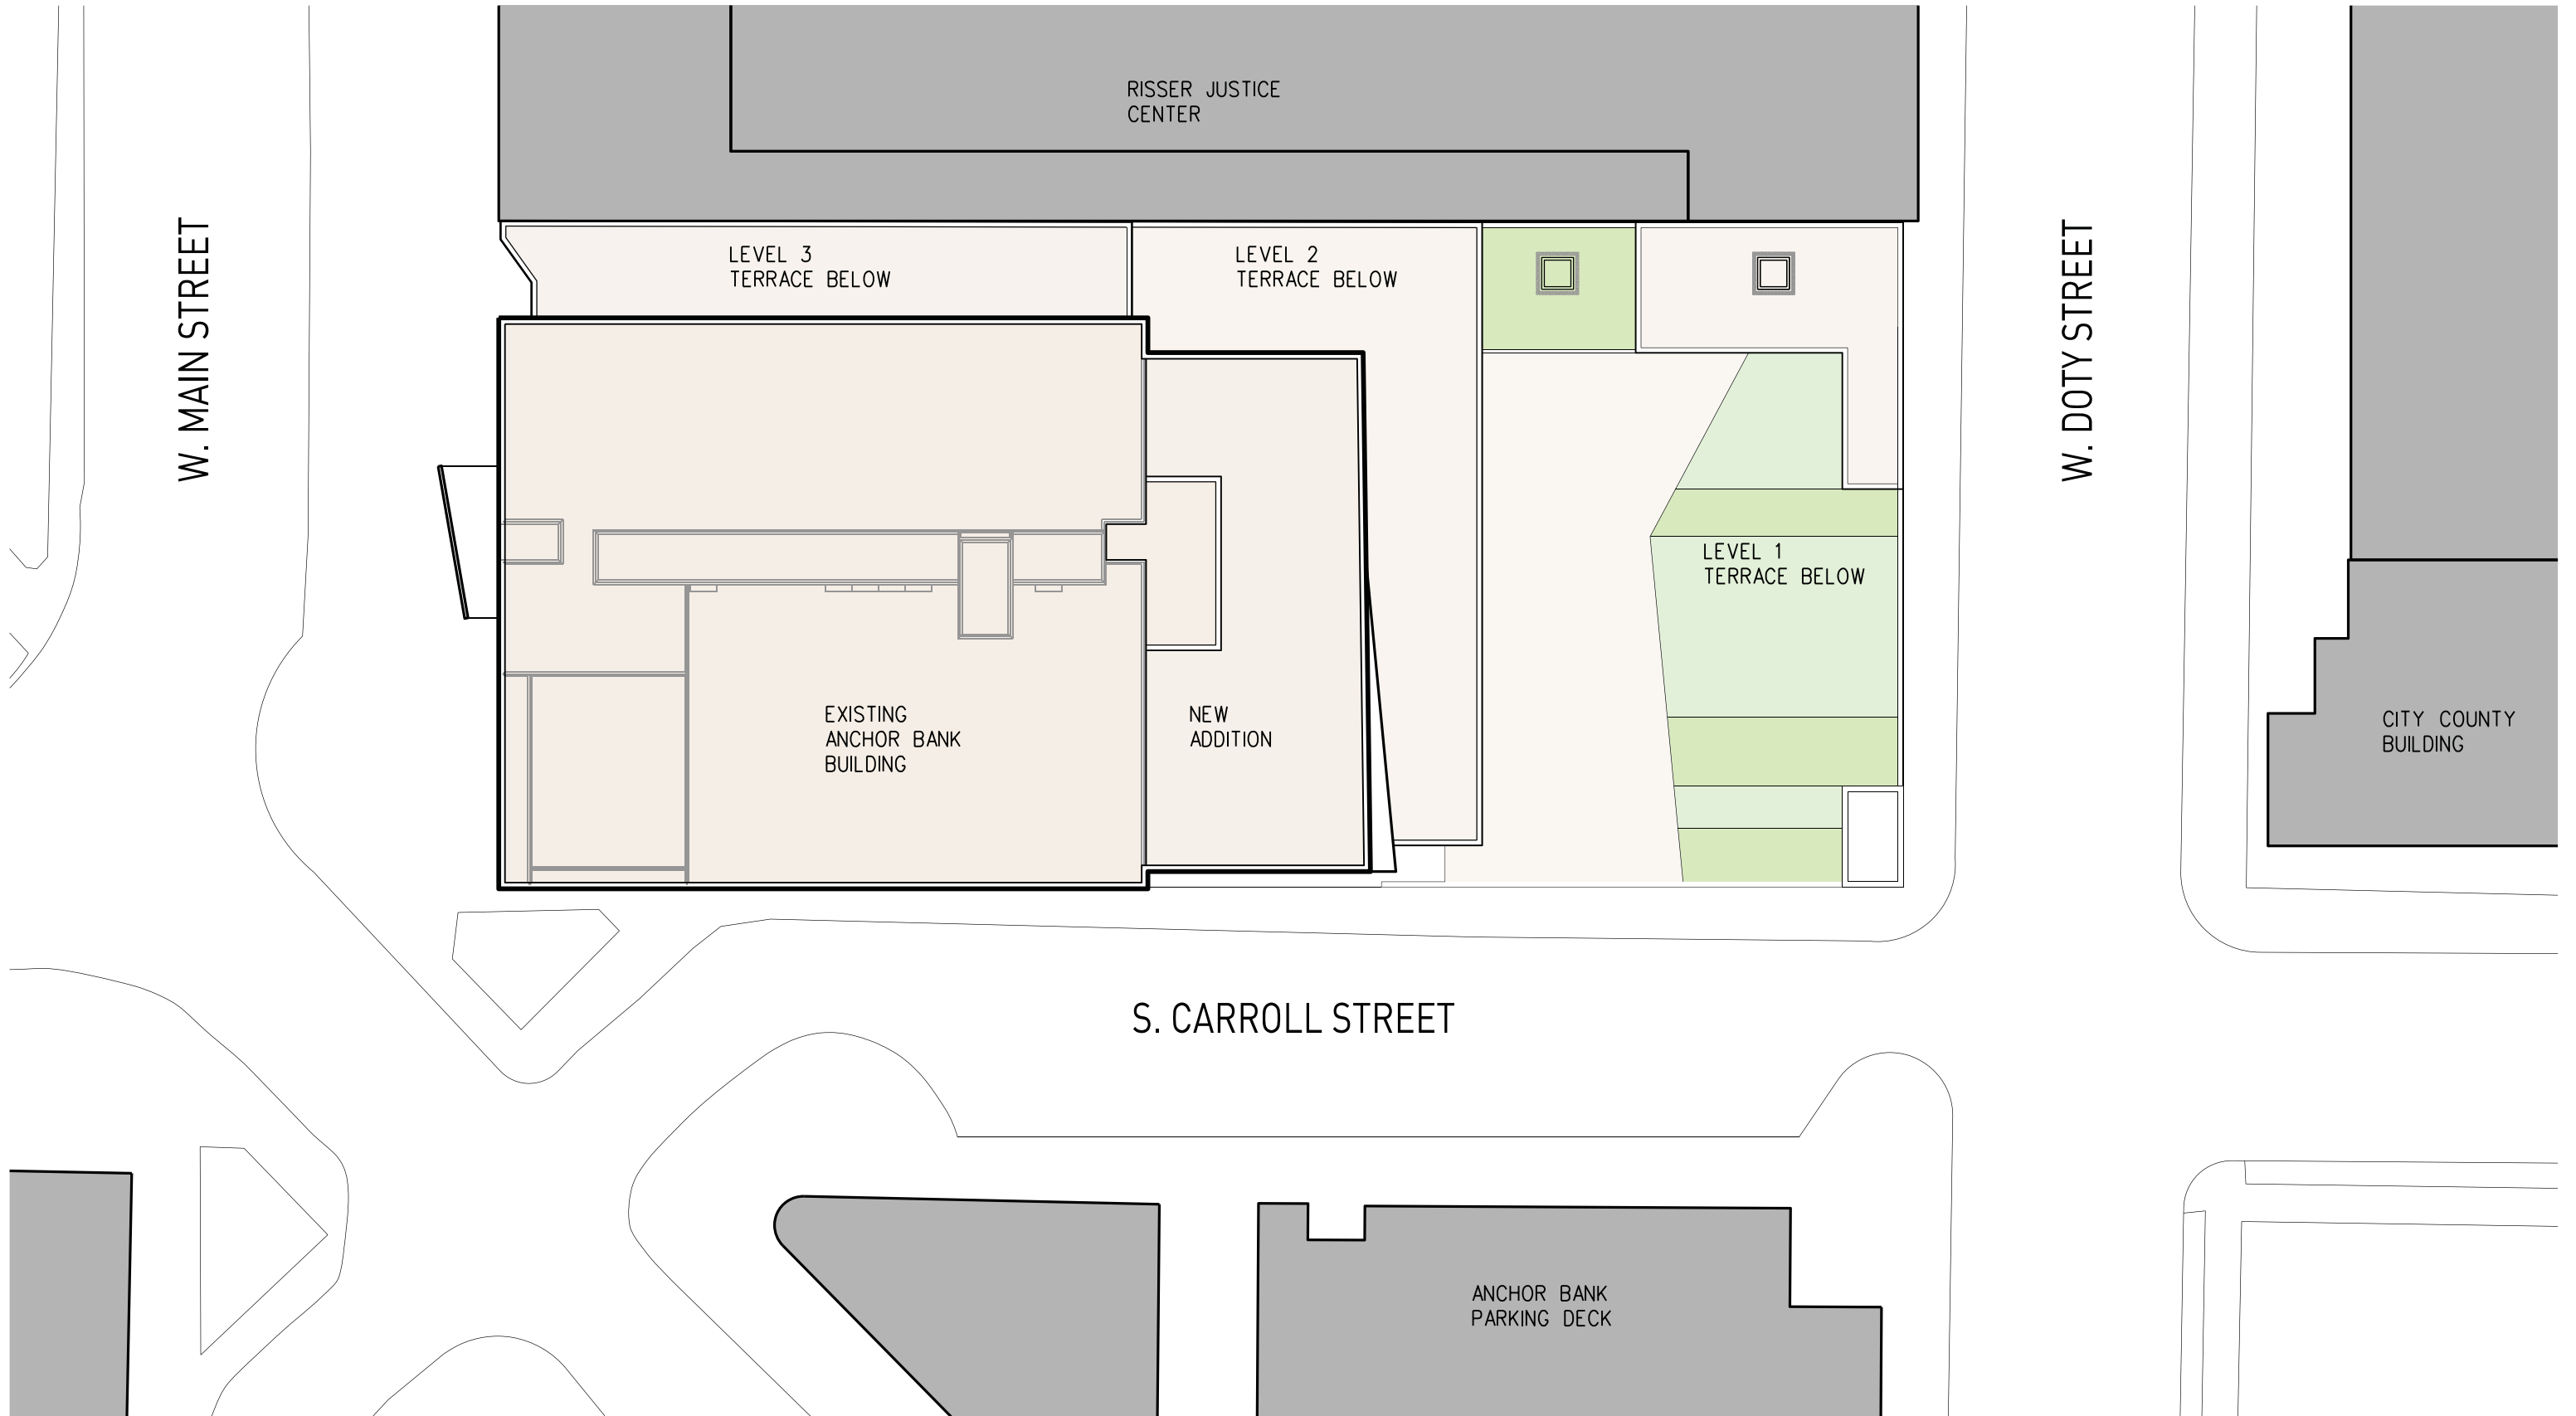 RISSER JUSTICE
CENTER
W. MAIN STREET
LEVEL 3
TERRACE BELOW
LEVEL 2
TERRACE BELOW
W. DOTY STREET
LEVEL 1
TERRACE BELOW
EXISTING
ANCHOR BANK
BUILDING
NEW
ADDITION
CITY COUNTY
BUILDING
S. CARROLL STREET
ANCHOR BANK
PARKING DECK